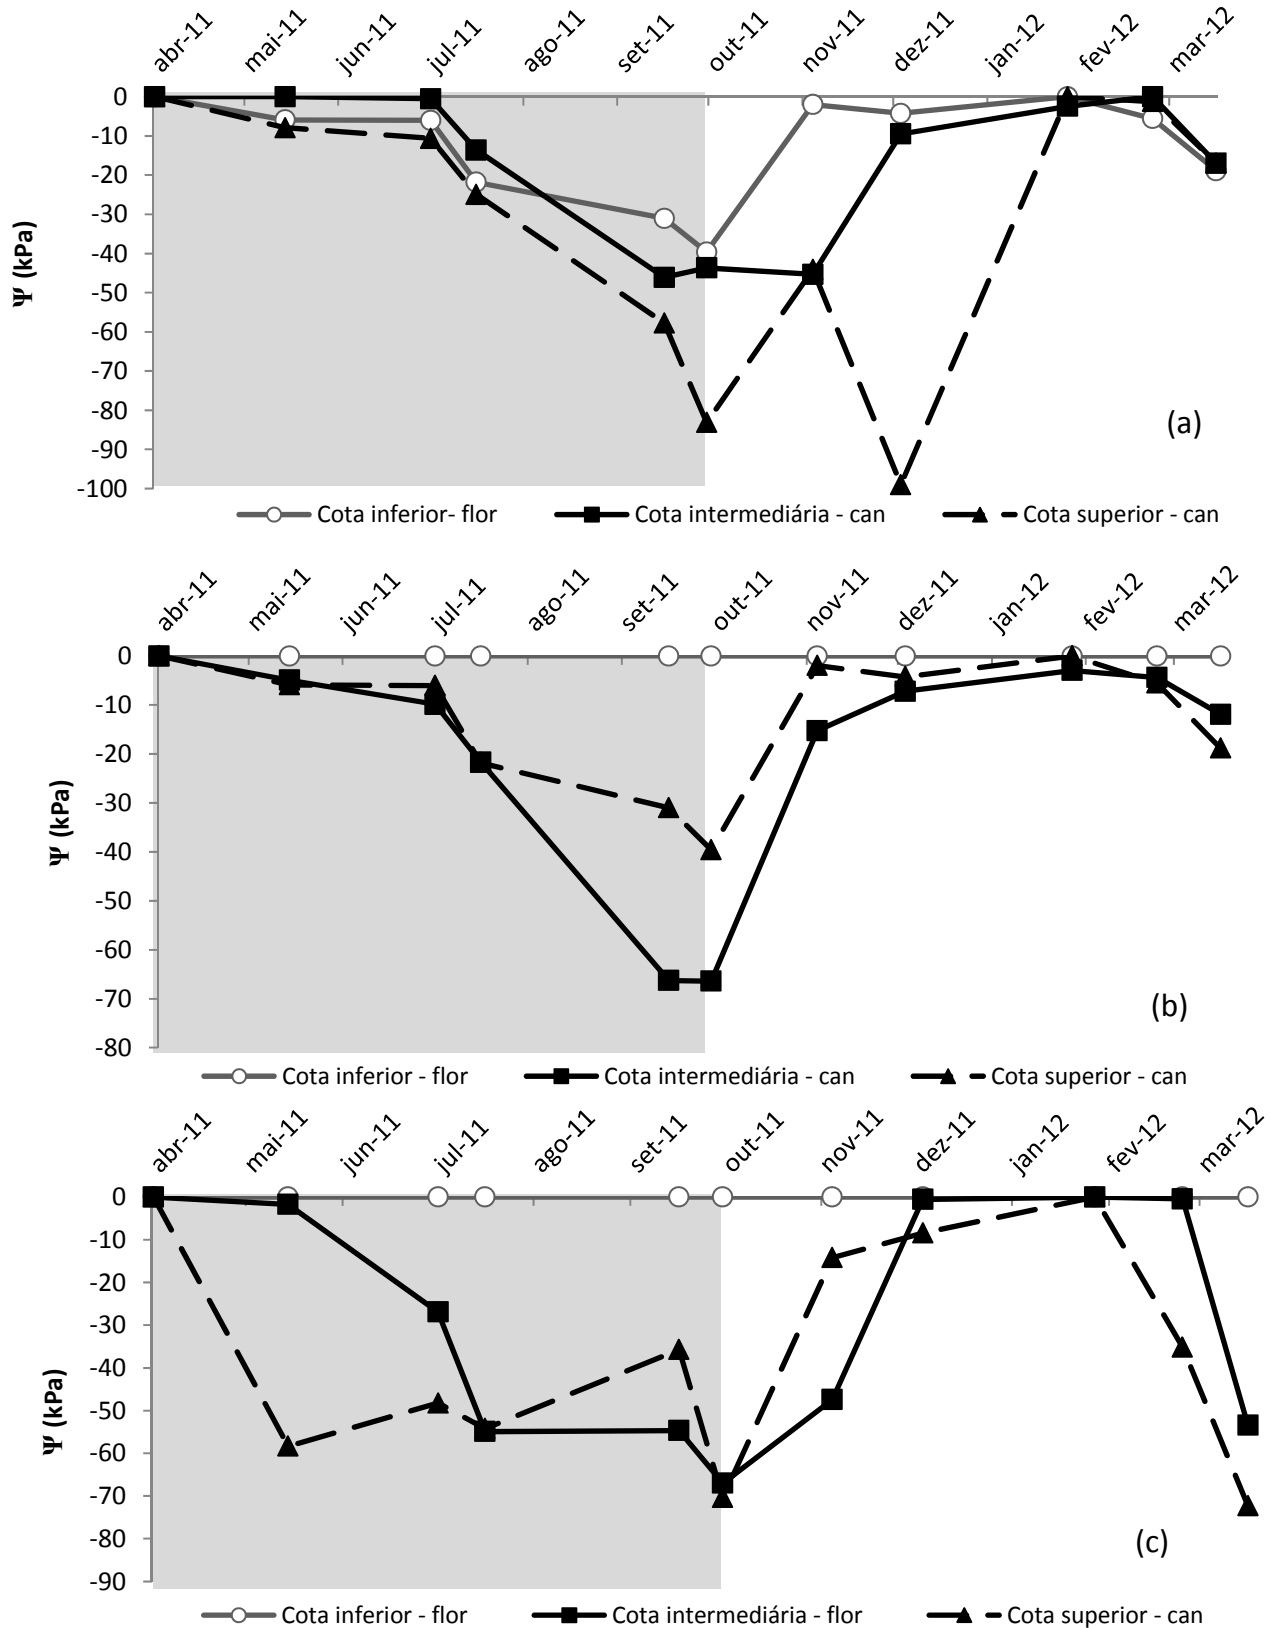 abr-11 mai-11 jun-11 jul-11 ago-11 set-11 out-11 nov-11 dez-11 jan-12 fev-12 mar-12
0
-10
-20
-30
-40
-50
-60
-70
-80
-90
-100
Ψ (kPa)
(a)
Cota inferior- flor Cota intermediária - can Cota superior - can
abr-11 mai-11 jun-11 jul-11 ago-11 set-11 out-11 nov-11 dez-11 jan-12 fev-12 mar-12
0
-10
-20
-30
-40
-50
-60
-70
-80
Ψ (kPa)
(b)
Cota inferior - flor Cota intermediária - can Cota superior - can
abr-11 mai-11 jun-11 jul-11 ago-11 set-11 out-11 nov-11 dez-11 jan-12 fev-12 mar-12
0
-10
-20
-30
-40
-50
-60
-70
-80
-90
Ψ (kPa)
(c)
Cota inferior - flor Cota intermediária - flor Cota superior - can